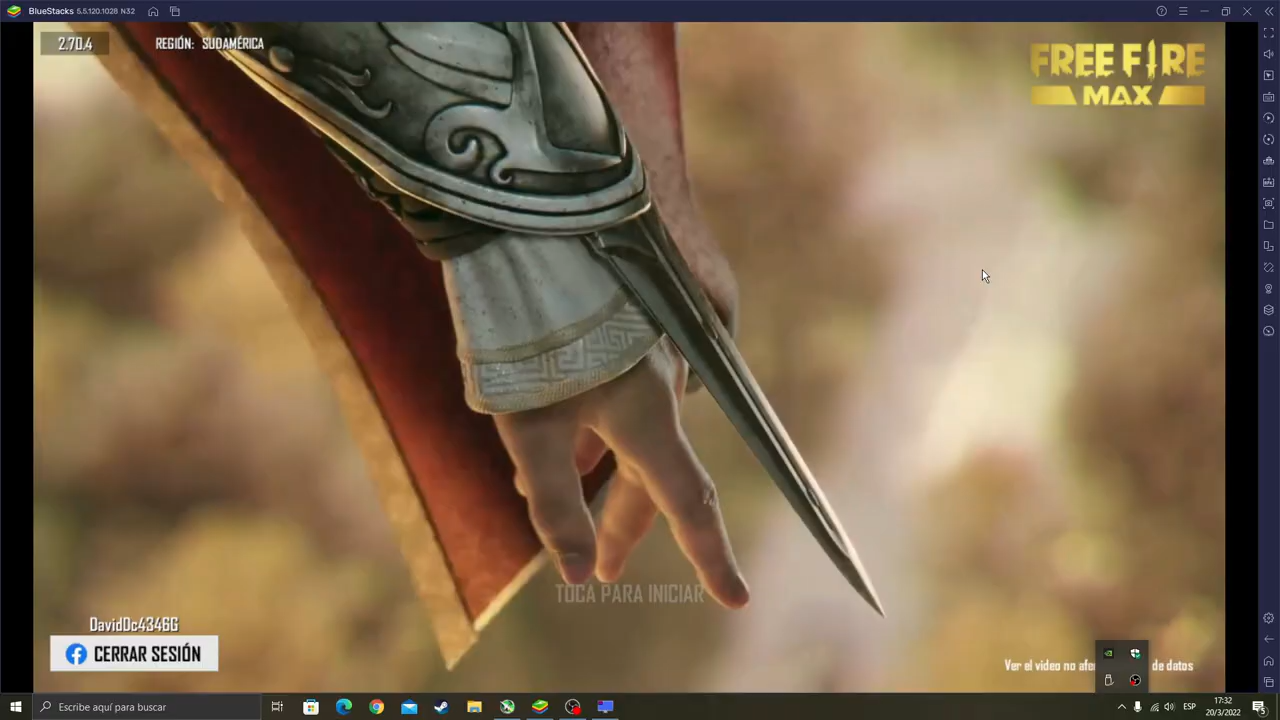 BlueStacks 5.5.120.1028 N32
2.70.4
REGIÓN: SUDAMÉRICA
FREE FIRE
MAX
TOCA PARA INICIAR
DavidDc4346G
CERRAR SESIÓN
Ver el video no afe
de datos
Escribe aquí para buscar
ESP
17:32
20/3/2022
5